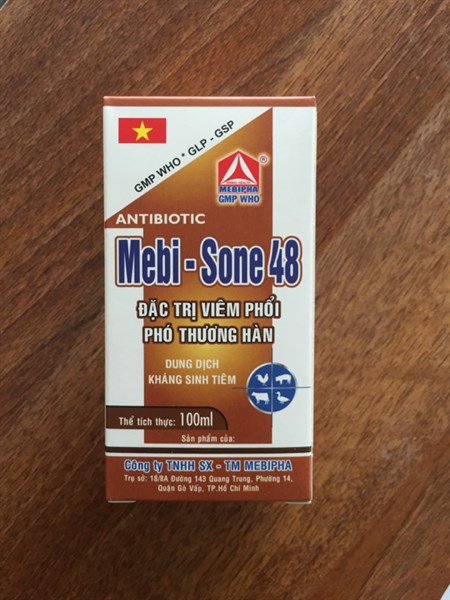 GMP WHO * GLP - GSP
MEBIPHA
GMP WHO
®
ANTIBIOTIC
Mebi - Sone 48
ĐẶC TRỊ VIÊM PHỔI
PHÓ THƯƠNG HÀN
DUNG DỊCH
KHÁNG SINH TIÊM
Thể tích thực: 100ml
Sản phẩm của:
Công ty TNHH SX - TM MEBIPHA
Trụ sở: 18/8A Đường 143 Quang Trung, Phường 14,
Quận Gò Vấp, TP.Hồ Chí Minh